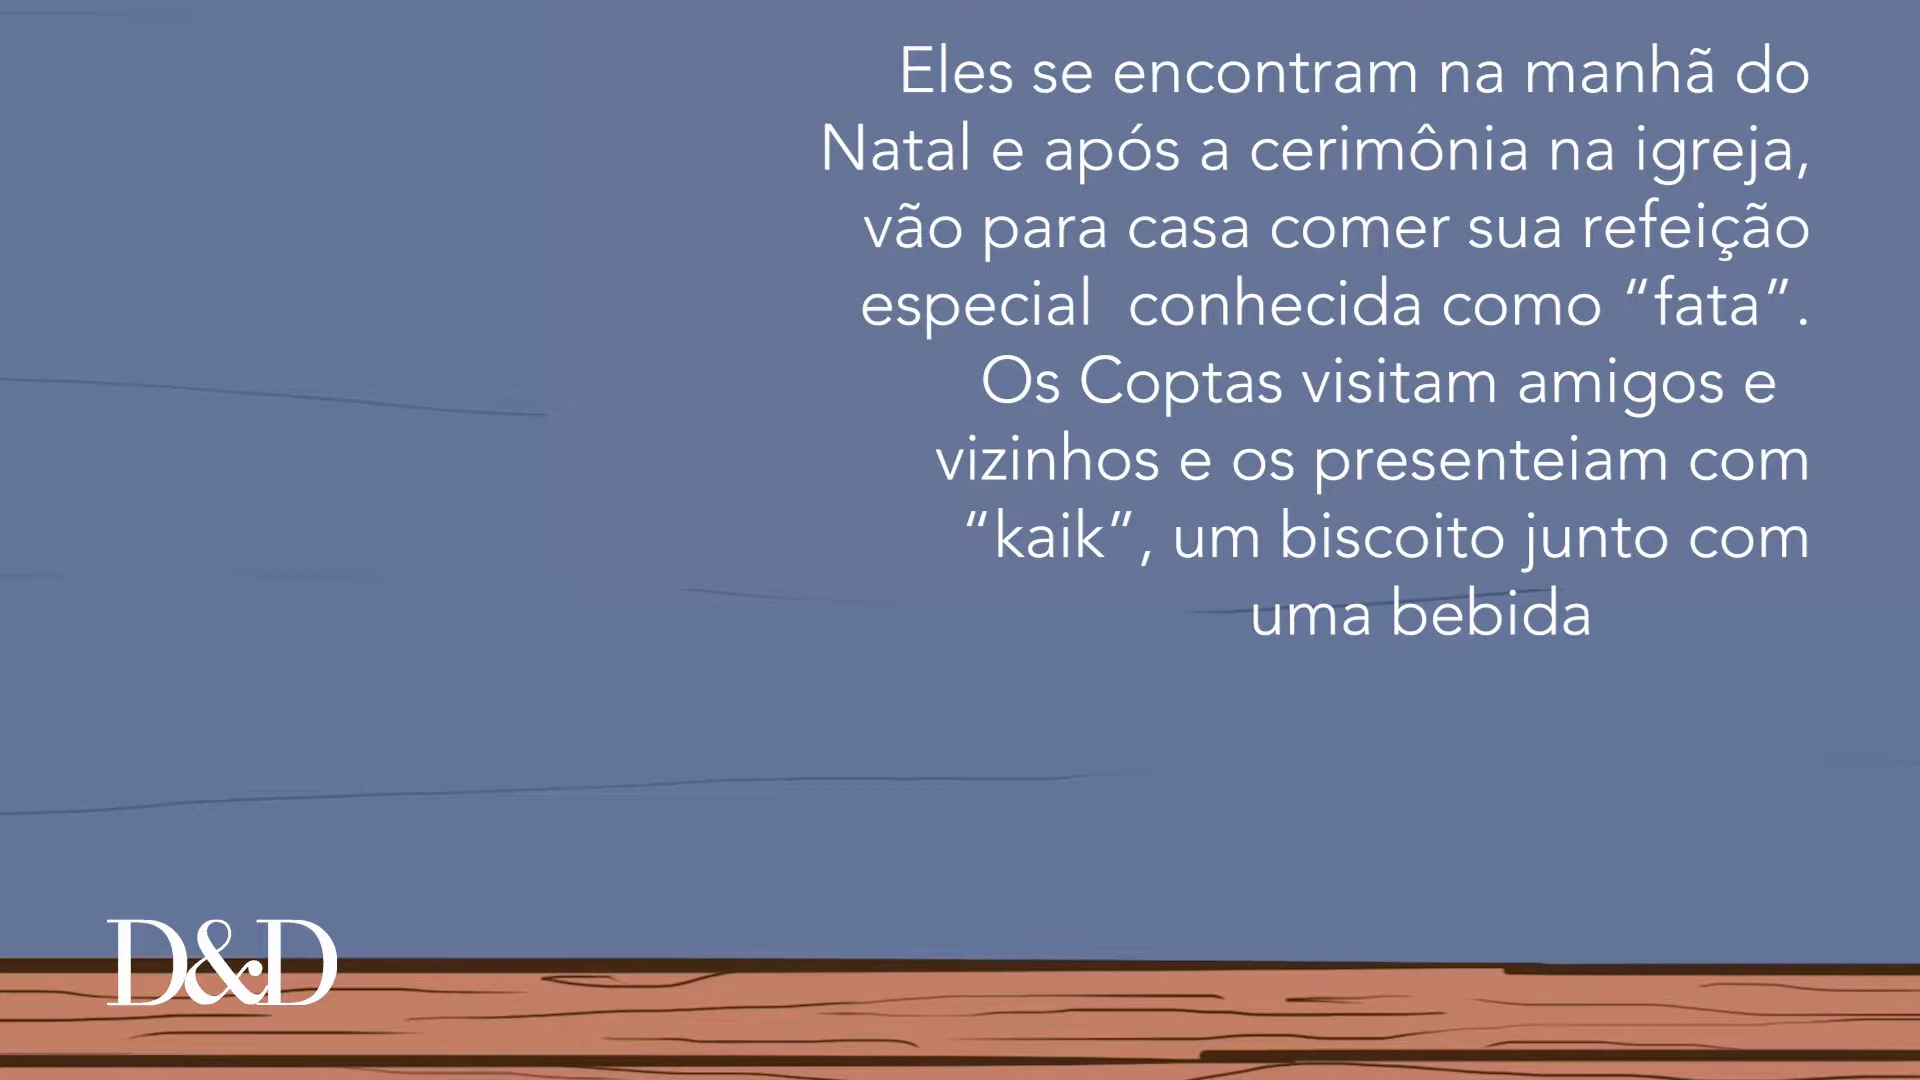 Eles se encontram na manhã do
Natal e após a cerimônia na igreja,
vão para casa comer sua refeição
especial  conhecida como “fata”.
Os Coptas visitam amigos e
vizinhos e os presenteiam com
“kaik”, um biscoito junto com
uma bebida
D&D